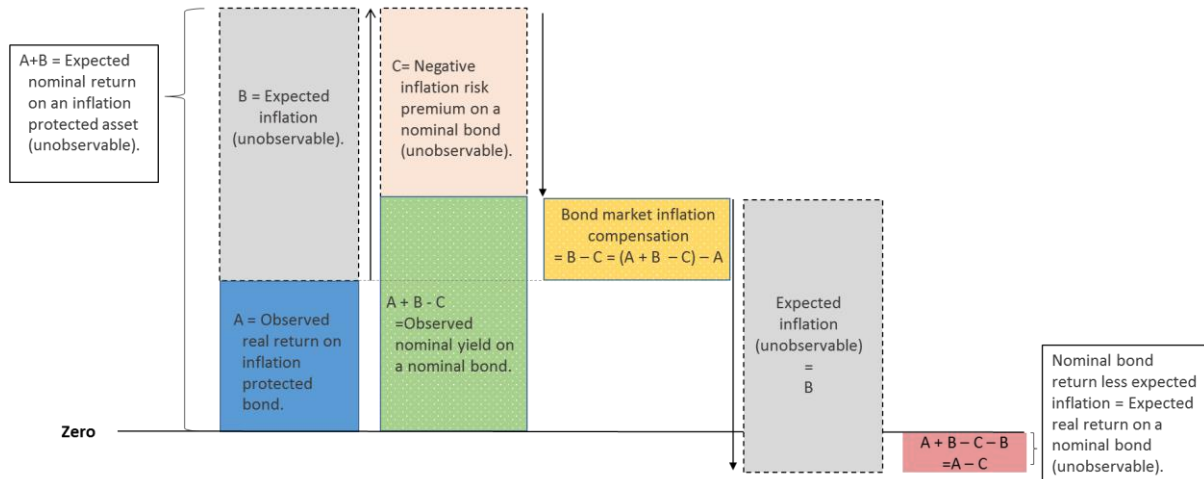 A+B = Expected
nominal return
on an inflation
protected asset
(unobservable).
B = Expected
inflation
(unobservable).
A = Observed
real return on
inflation
protected
bond.
C= Negative
inflation risk
premium on a
nominal bond
(unobservable).
A + B - C
=Observed
nominal yield on
a nominal bond.
Bond market inflation
compensation
= B – C = (A + B – C) – A
Expected
inflation
(unobservable)
=
B
Zero
A + B – C – B
=A – C
Nominal bond
return less expected
inflation = Expected
real return on a
nominal bond
(unobservable).